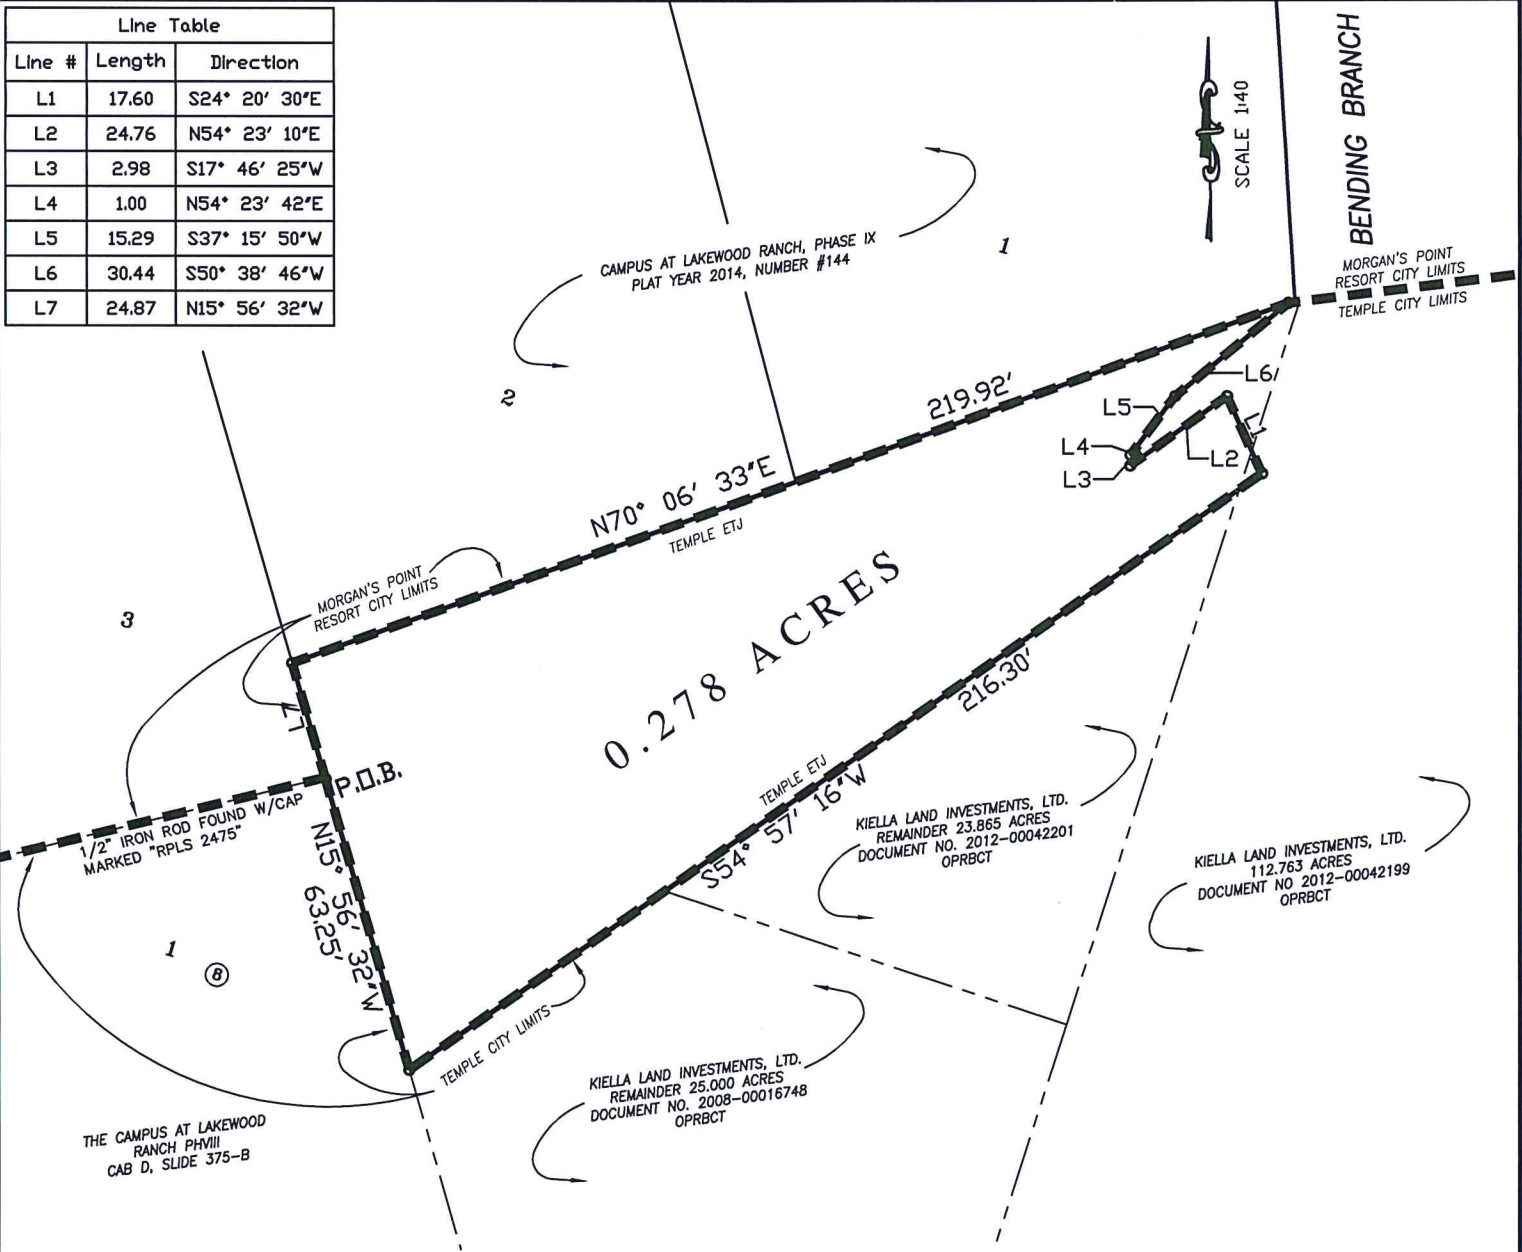 Line Table
Line # Length Direction
L1 17.60 S24° 20' 30"E
L2 24.76 N54° 23' 10"E
L3 2.98 S17° 46' 25"W
L4 1.00 N54° 23' 42"E
L5 15.29 S37° 15' 50"W
L6 30.44 S50° 38' 46"W
L7 24.87 N15° 56' 32"W
SCALE 1:40
BENDING BRANCH
MORGAN'S POINT
RESORT CITY LIMITS
TEMPLE CITY LIMITS
CAMPUS AT LAKEWOOD RANCH, PHASE IX
PLAT YEAR 2014, NUMBER #144
1
2
3
219.92'
N70° 06' 33"E
TEMPLE ETJ
L6
L5
L4
L3
L2
L1
MORGAN'S POINT
RESORT CITY LIMITS
L7
P.O.B.
1/2" IRON ROD FOUND W/CAP
MARKED "RPLS 2475"
0.278 ACRES
216.30'
TEMPLE ETJ
S54° 57' 16"W
N15° 56' 32"W
63.25'
1
8
TEMPLE CITY LIMITS
KIELLA LAND INVESTMENTS, LTD.
REMAINDER 23.865 ACRES
DOCUMENT NO. 2012-00042201
OPRBCT
KIELLA LAND INVESTMENTS, LTD.
112.763 ACRES
DOCUMENT NO 2012-00042199
OPRBCT
KIELLA LAND INVESTMENTS, LTD.
REMAINDER 25.000 ACRES
DOCUMENT NO. 2008-00016748
OPRBCT
THE CAMPUS AT LAKEWOOD
RANCH PHVIII
CAB D, SLIDE 375-B